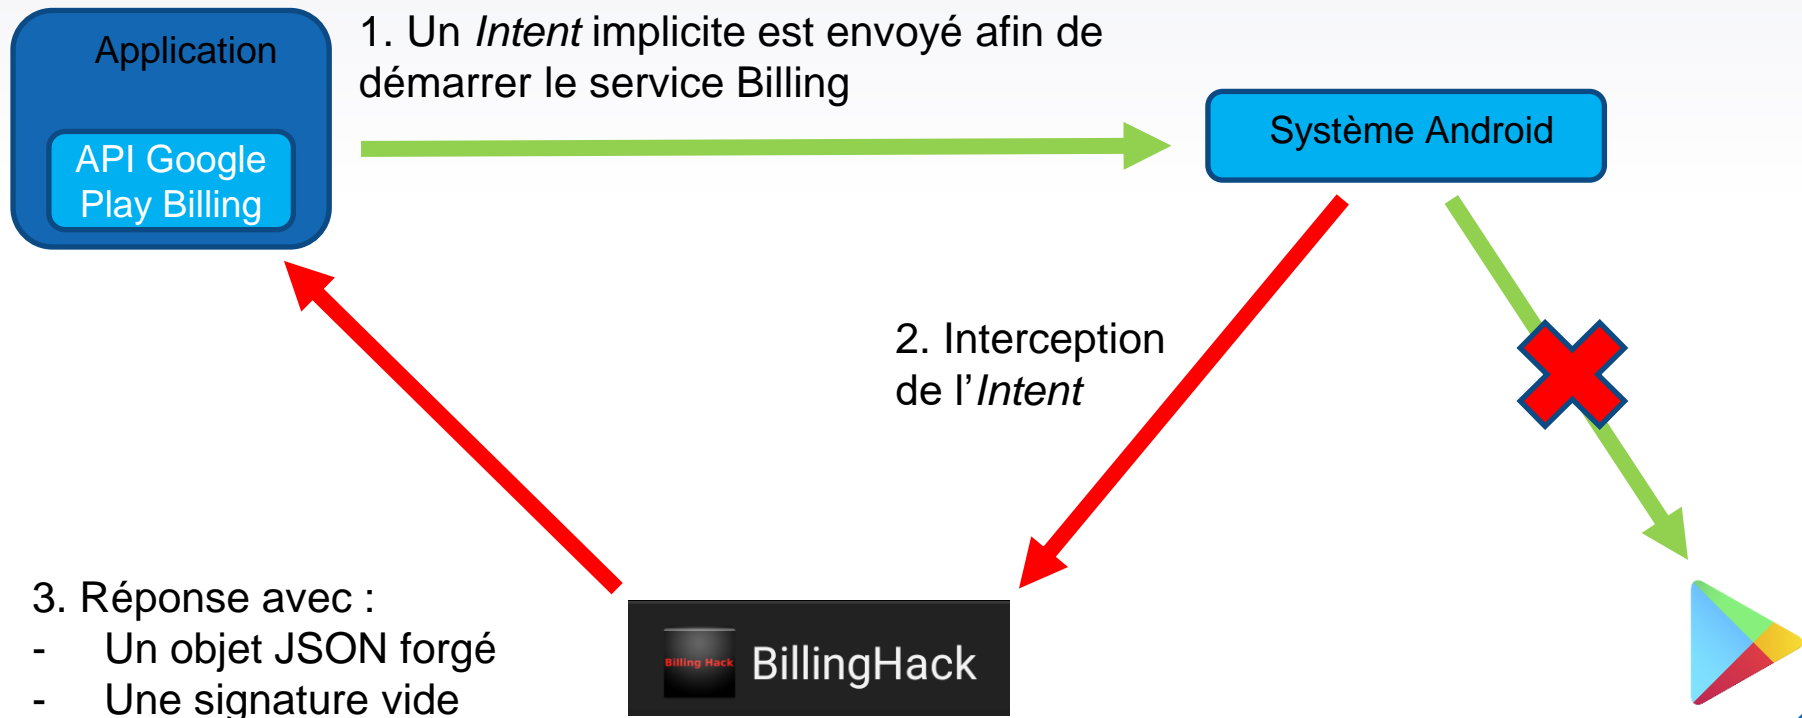 Application
API Google
Play Billing
1. Un Intent implicite est envoyé afin de
démarrer le service Billing
Système Android
2. Interception
de l’Intent
3. Réponse avec :
- Un objet JSON forgé
- Une signature vide
Billing Hack
BillingHack